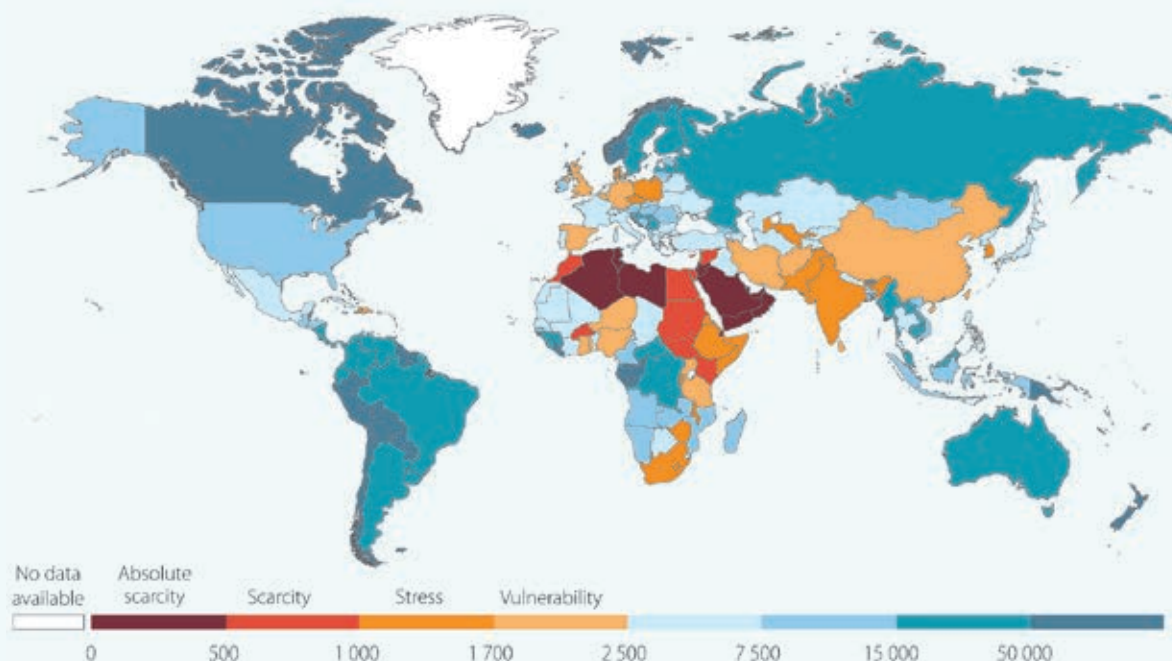 No data
available
Absolute
scarcity
Scarcity
Stress
Vulnerability
0
500
1 000
1 700
2 500
7 500
15 000
50 000